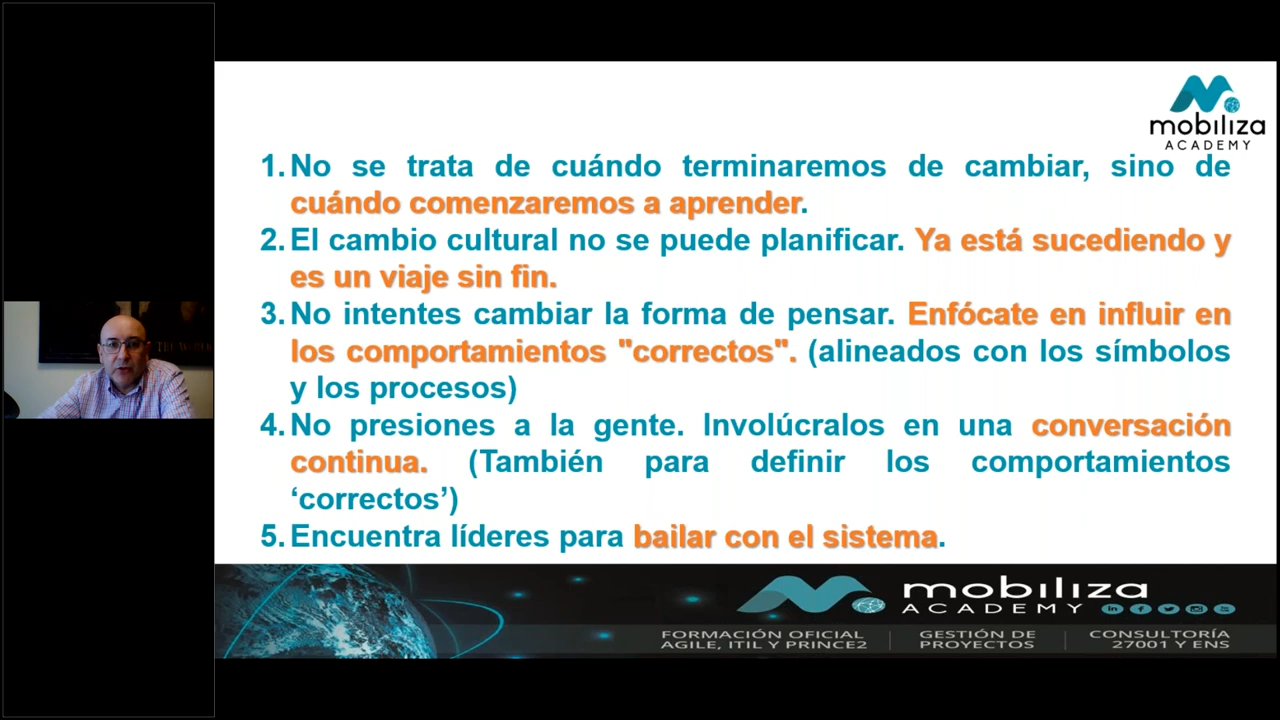 mobiliza
ACADEMY
1. No se trata de cuándo terminaremos de cambiar, sino de
cuándo comenzaremos a aprender.
2. El cambio cultural no se puede planificar. Ya está sucediendo y
es un viaje sin fin.
3. No intentes cambiar la forma de pensar. Enfócate en influir en
los comportamientos "correctos". (alineados con los símbolos
y los procesos)
4. No presiones a la gente. Involúcralos en una conversación
continua. (También para definir los comportamientos
‘correctos’)
5. Encuentra líderes para bailar con el sistema.
mobiliza
ACADEMY
FORMACIÓN OFICIAL
AGILE, ITIL Y PRINCE2
GESTIÓN DE
PROYECTOS
CONSULTORÍA
27001 Y ENS